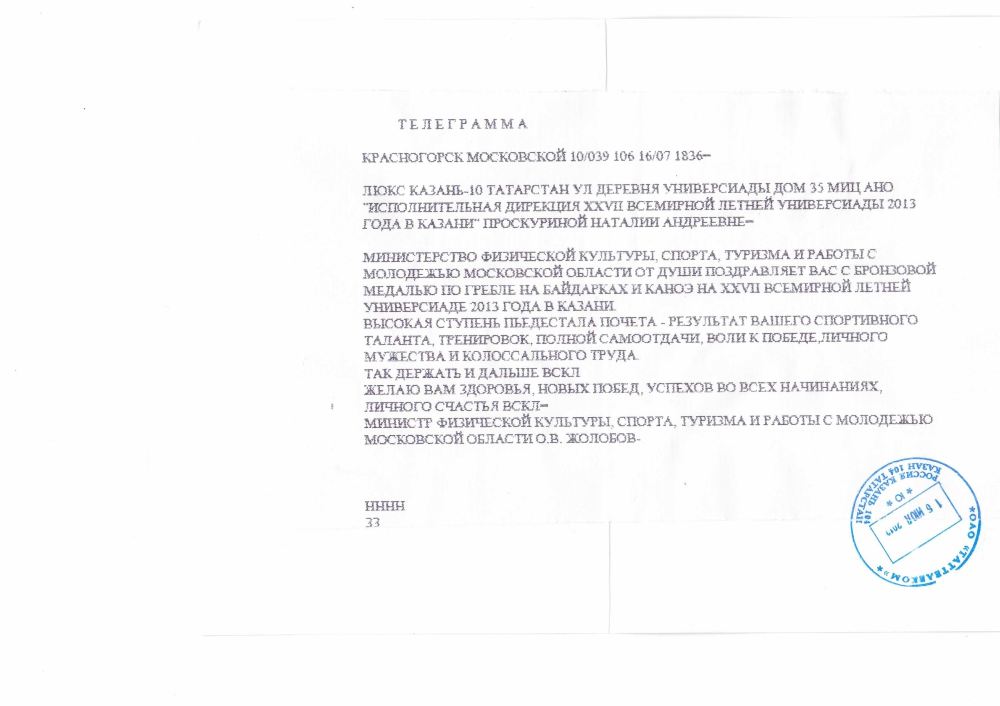 ТЕЛЕГРАММА
КРАСНОГОРСК МОСКОВСКОЙ 10/039 106 16/07 1836--
ЛЮКС КАЗАНЬ-10 ТАТАРСТАН УЛ ДЕРЕВНЯ УНИВЕРСИАДЫ ДОМ 35 МИЦ АНО
"ИСПОЛНИТЕЛЬНАЯ ДИРЕКЦИЯ XXVII ВСЕМИРНОЙ ЛЕТНЕЙ УНИВЕРСИАДЫ 2013
ГОДА В КАЗАНИ" ПРОСКУРИНОЙ НАТАЛИИ АНДРЕЕВНЕ--
МИНИСТЕРСТВО ФИЗИЧЕСКОЙ КУЛЬТУРЫ, СПОРТА, ТУРИЗМА И РАБОТЫ С
МОЛОДЕЖЬЮ МОСКОВСКОЙ ОБЛАСТИ ОТ ДУШИ ПОЗДРАВЛЯЕТ ВАС С БРОНЗОВОЙ
МЕДАЛЬЮ ПО ГРЕБЛЕ НА БАЙДАРКАХ И КАНОЭ НА XXVII ВСЕМИРНОЙ ЛЕТНЕЙ
УНИВЕРСИАДЕ 2013 ГОДА В КАЗАНИ.
ВЫСОКАЯ СТУПЕНЬ ПЬЕДЕСТАЛА ПОЧЕТА - РЕЗУЛЬТАТ ВАШЕГО СПОРТИВНОГО
ТАЛАНТА, ТРЕНИРОВОК, ПОЛНОЙ САМООТДАЧИ, ВОЛИ К ПОБЕДЕ,ЛИЧНОГО
МУЖЕСТВА И КОЛОССАЛЬНОГО ТРУДА.
ТАК ДЕРЖАТЬ И ДАЛЬШЕ ВСКЛ
ЖЕЛАЮ ВАМ ЗДОРОВЬЯ, НОВЫХ ПОБЕД, УСПЕХОВ ВО ВСЕХ НАЧИНАНИЯХ,
ЛИЧНОГО СЧАСТЬЯ ВСКЛ--
МИНИСТР ФИЗИЧЕСКОЙ КУЛЬТУРЫ, СПОРТА, ТУРИЗМА И РАБОТЫ С МОЛОДЕЖЬЮ
МОСКОВСКОЙ ОБЛАСТИ О.В. ЖОЛОБОВ-
НННН
33
КАЗАН 104 ТАТАРСТАН
РОССИЯ КАЗАНЬ 104
* Ю *
ИЮЛ
*ОАО «ТАТТЕЛЕКОМ»*